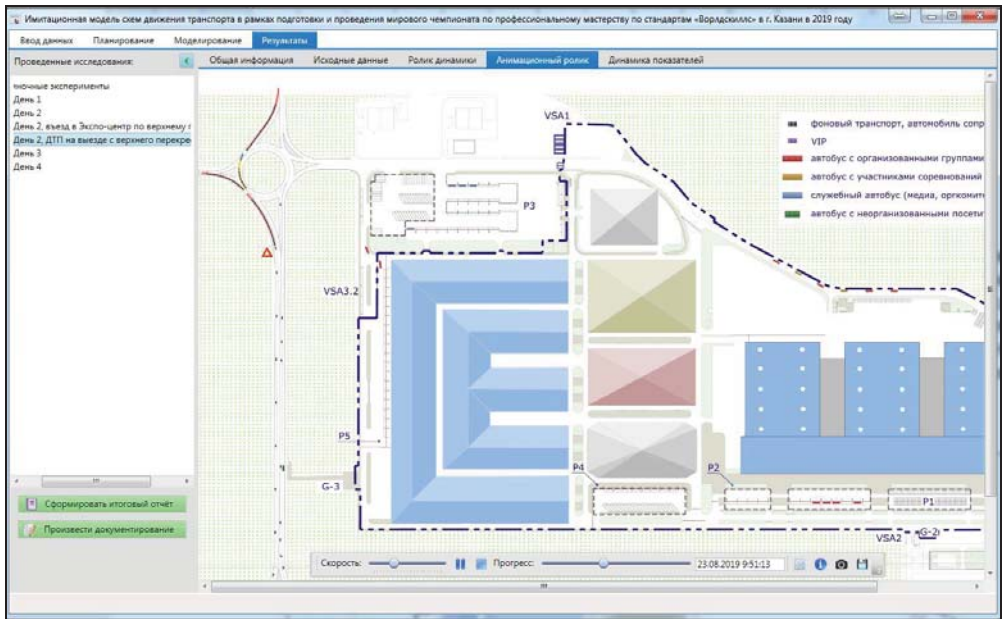 Имитационная модель схем движения транспорта в рамках подготовки и проведения мирового чемпионата по профессиональному мастерству по стандартам «Ворлдскиллс» в г. Казани в 2019 году
Ввод данных Планирование Моделирование Результаты
Проведенные исследования: Общая информация Исходные данные Ролик динамики Анимационный ролик Динамика показателей
ночные эксперименты
День 1
День 2
День 2, въезд в Экспо-центр по верхнему п
День 2, ДТП на выезде с верхнего перекре
День 3
День 4
Сформировать итоговый отчёт
Произвести документирование
VSA1
фоновый транспорт, автомобиль сопр
VIP
автобус с организованными группами
автобус с участниками соревнований
служебный автобус (медиа, оргкомите
автобус с неорганизованными посети
P3
VSA3.2
P5
P4
P2
G-3
P1
VSA2
G-2
Скорость: Прогресс: 23.08.2019 9:51:13